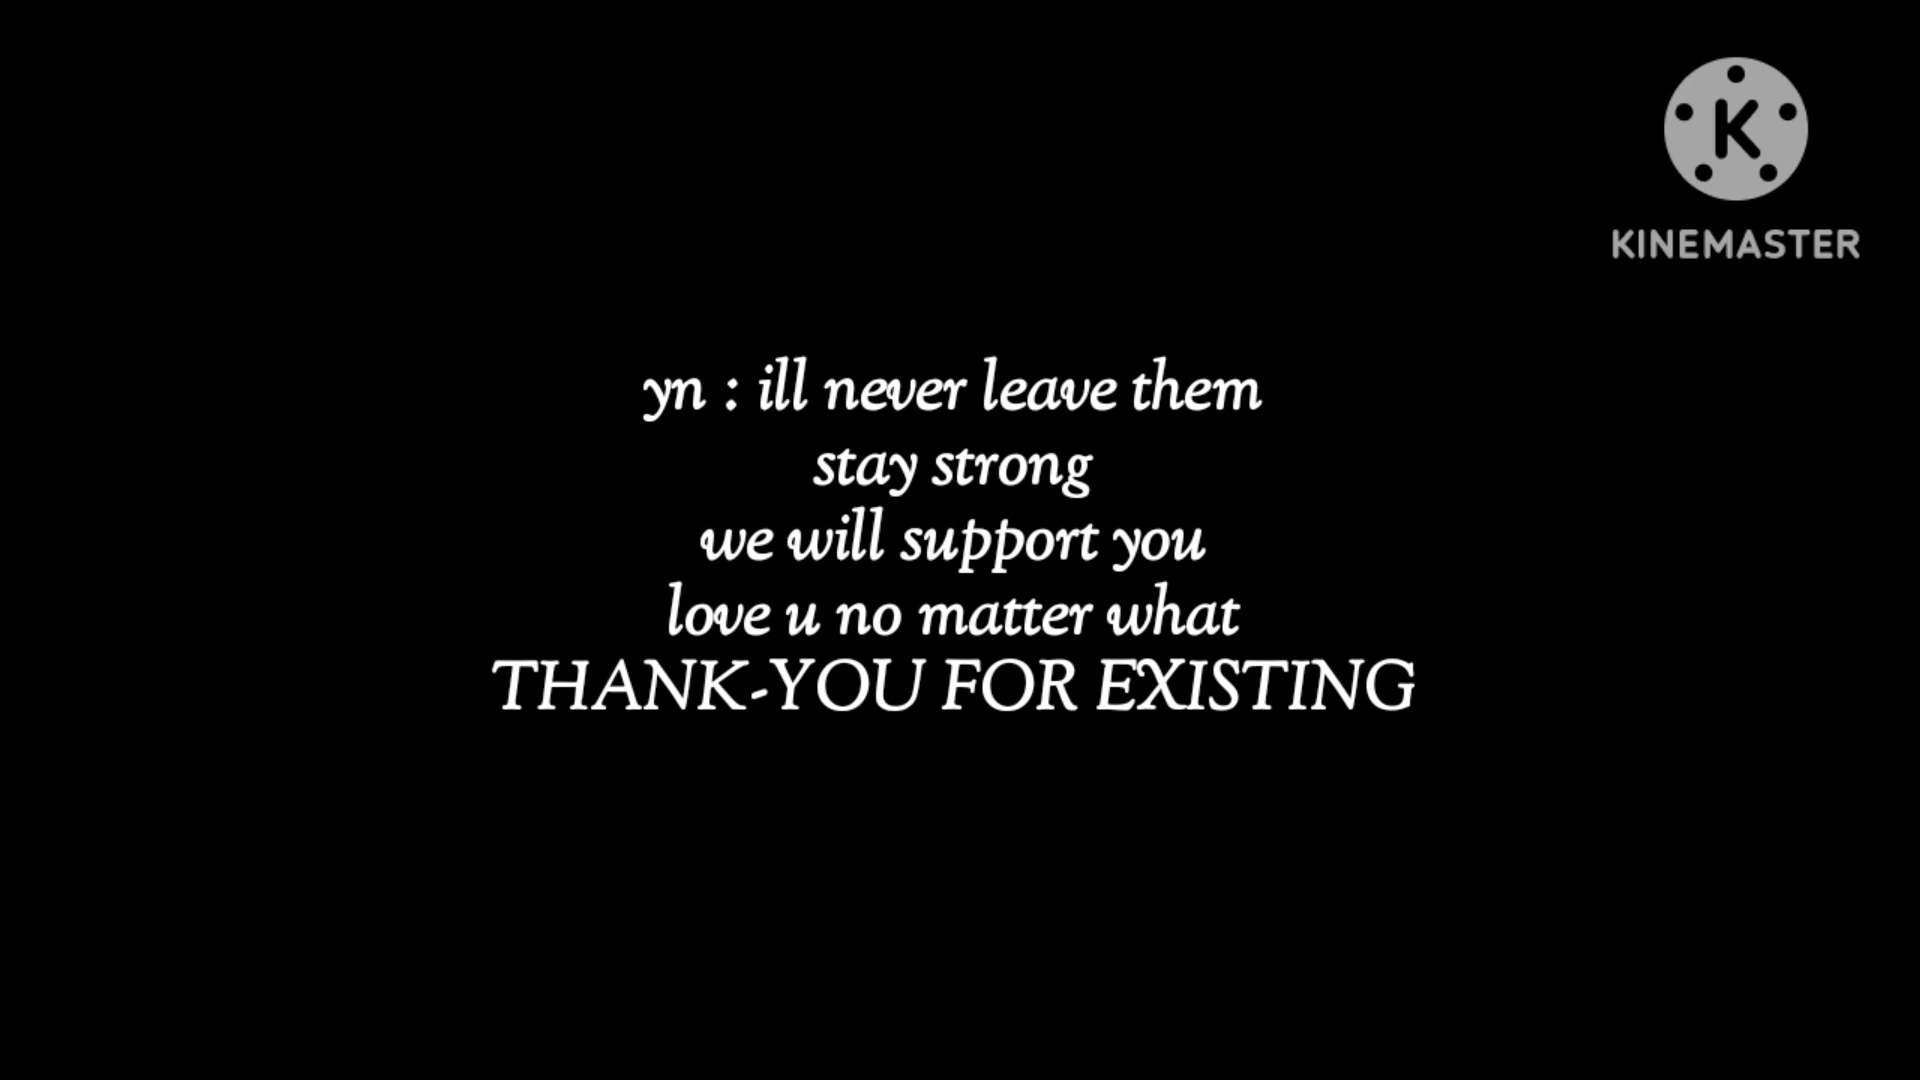 K
KINEMASTER
yn : ill never leave them
stay strong
we will support you
love u no matter what
THANK-YOU FOR EXISTING